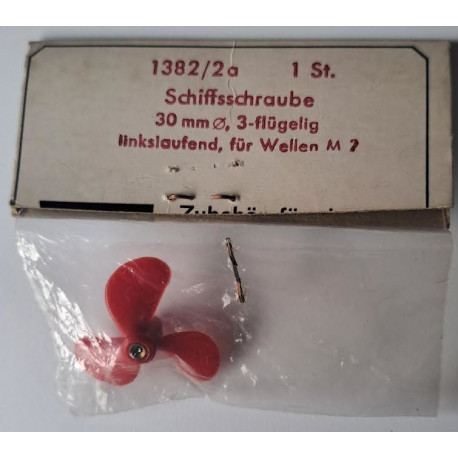 1382/2a 1 St.
Schiffsschraube
30 mm ⌀, 3-flügelig
linkslaufend, für Wellen M 2